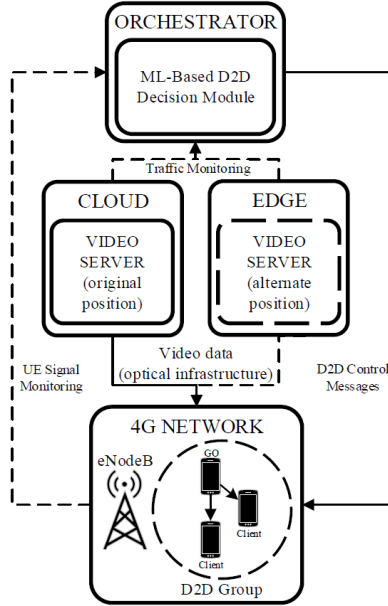 ORCHESTRATOR
ML-Based D2D
Decision Module
Traffic Monitoring
CLOUD
VIDEO
SERVER
(original
position)
EDGE
VIDEO
SERVER
(alternate
position)
Video data
(optical infrastructure)
UE Signal
Monitoring
D2D Control
Messages
4G NETWORK
eNodeB
GO
Client
Client
D2D Group